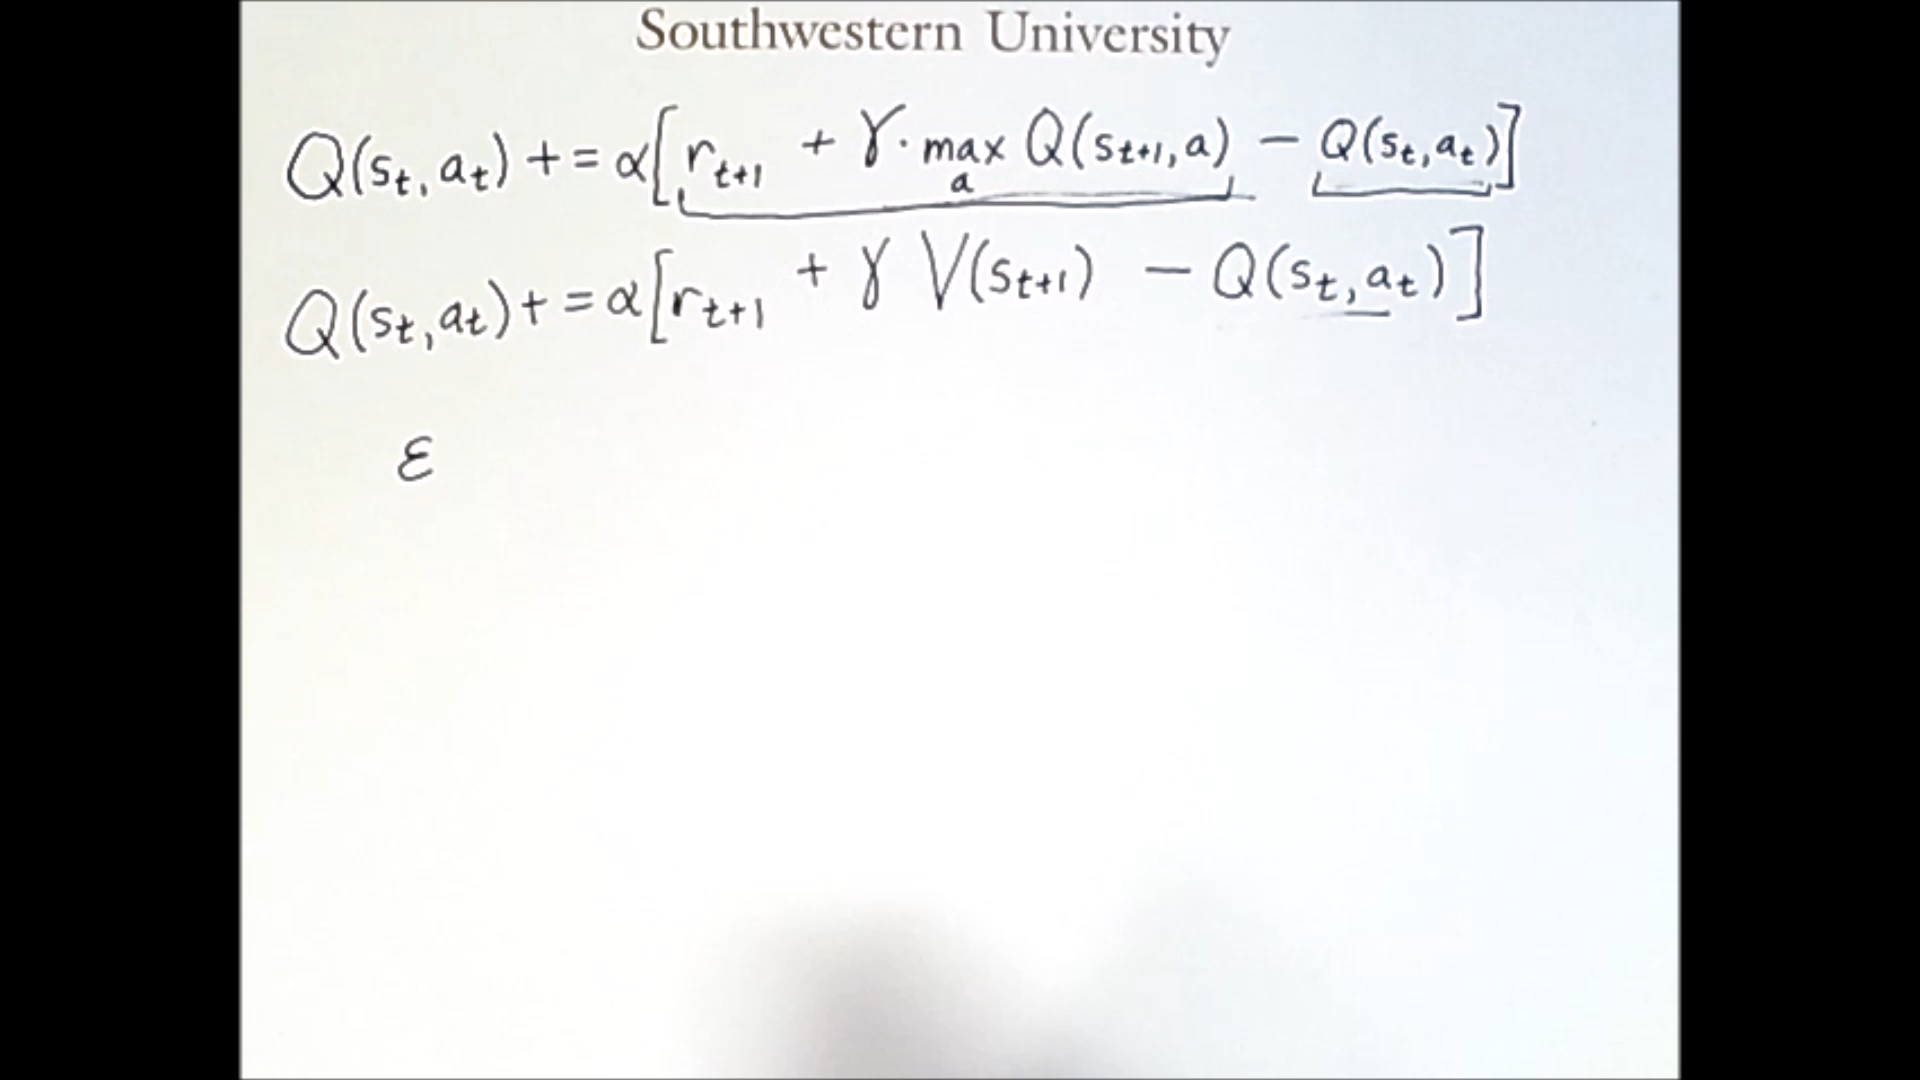 Southwestern University
Q(s_t, a_t) += α[r_{t+1} + γ · max_a Q(s_{t+1}, a) − Q(s_t, a_t)]
Q(s_t, a_t) += α[r_{t+1} + γ V(s_{t+1}) − Q(s_t, a_t)]
ε